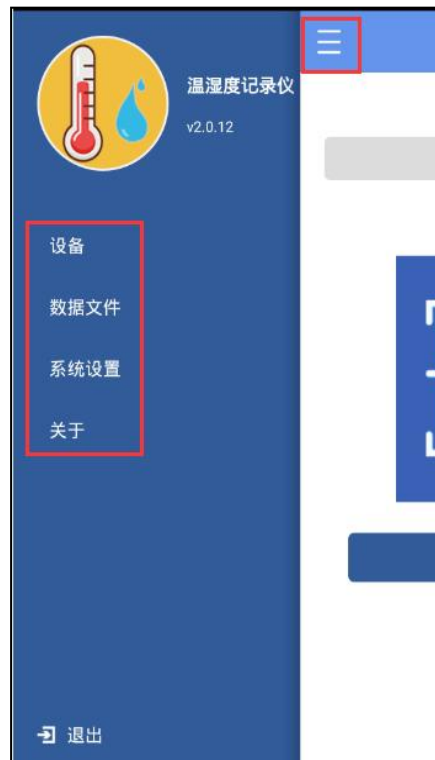 温湿度记录仪
v2.0.12
设备
数据文件
系统设置
关于
退出